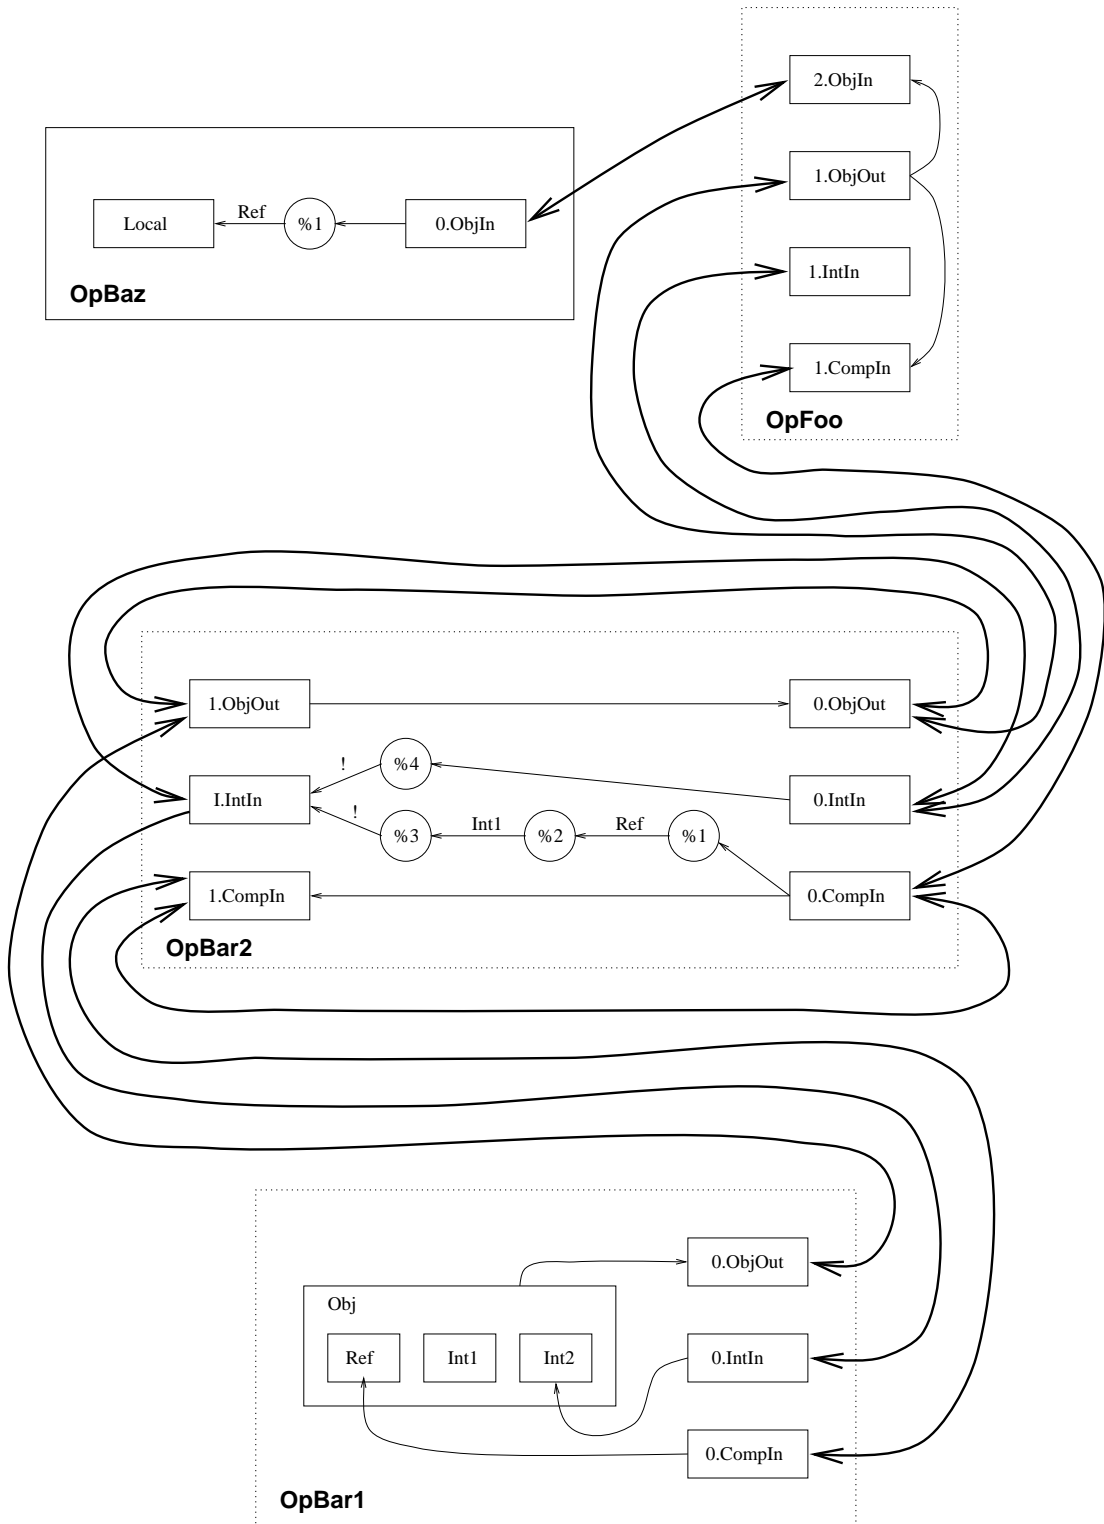 2.ObjIn
1.ObjOut
1.IntIn
1.CompIn
OpFoo
Local
Ref
%1
0.ObjIn
OpBaz
1.ObjOut
0.ObjOut
!
%4
I.IntIn
0.IntIn
!
%3
Int1
%2
Ref
%1
1.CompIn
0.CompIn
OpBar2
0.ObjOut
Obj
Ref
Int1
Int2
0.IntIn
0.CompIn
OpBar1